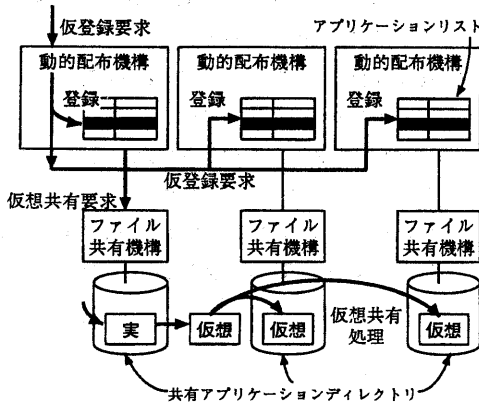 仮登録要求
アプリケーションリスト
動的配布機構
動的配布機構
動的配布機構
登録
登録
登録
仮登録要求
仮想共有要求
ファイル
共有機構
ファイル
共有機構
ファイル
共有機構
実
仮想
仮想
仮想共有
処理
仮想
共有アプリケーションディレクトリ